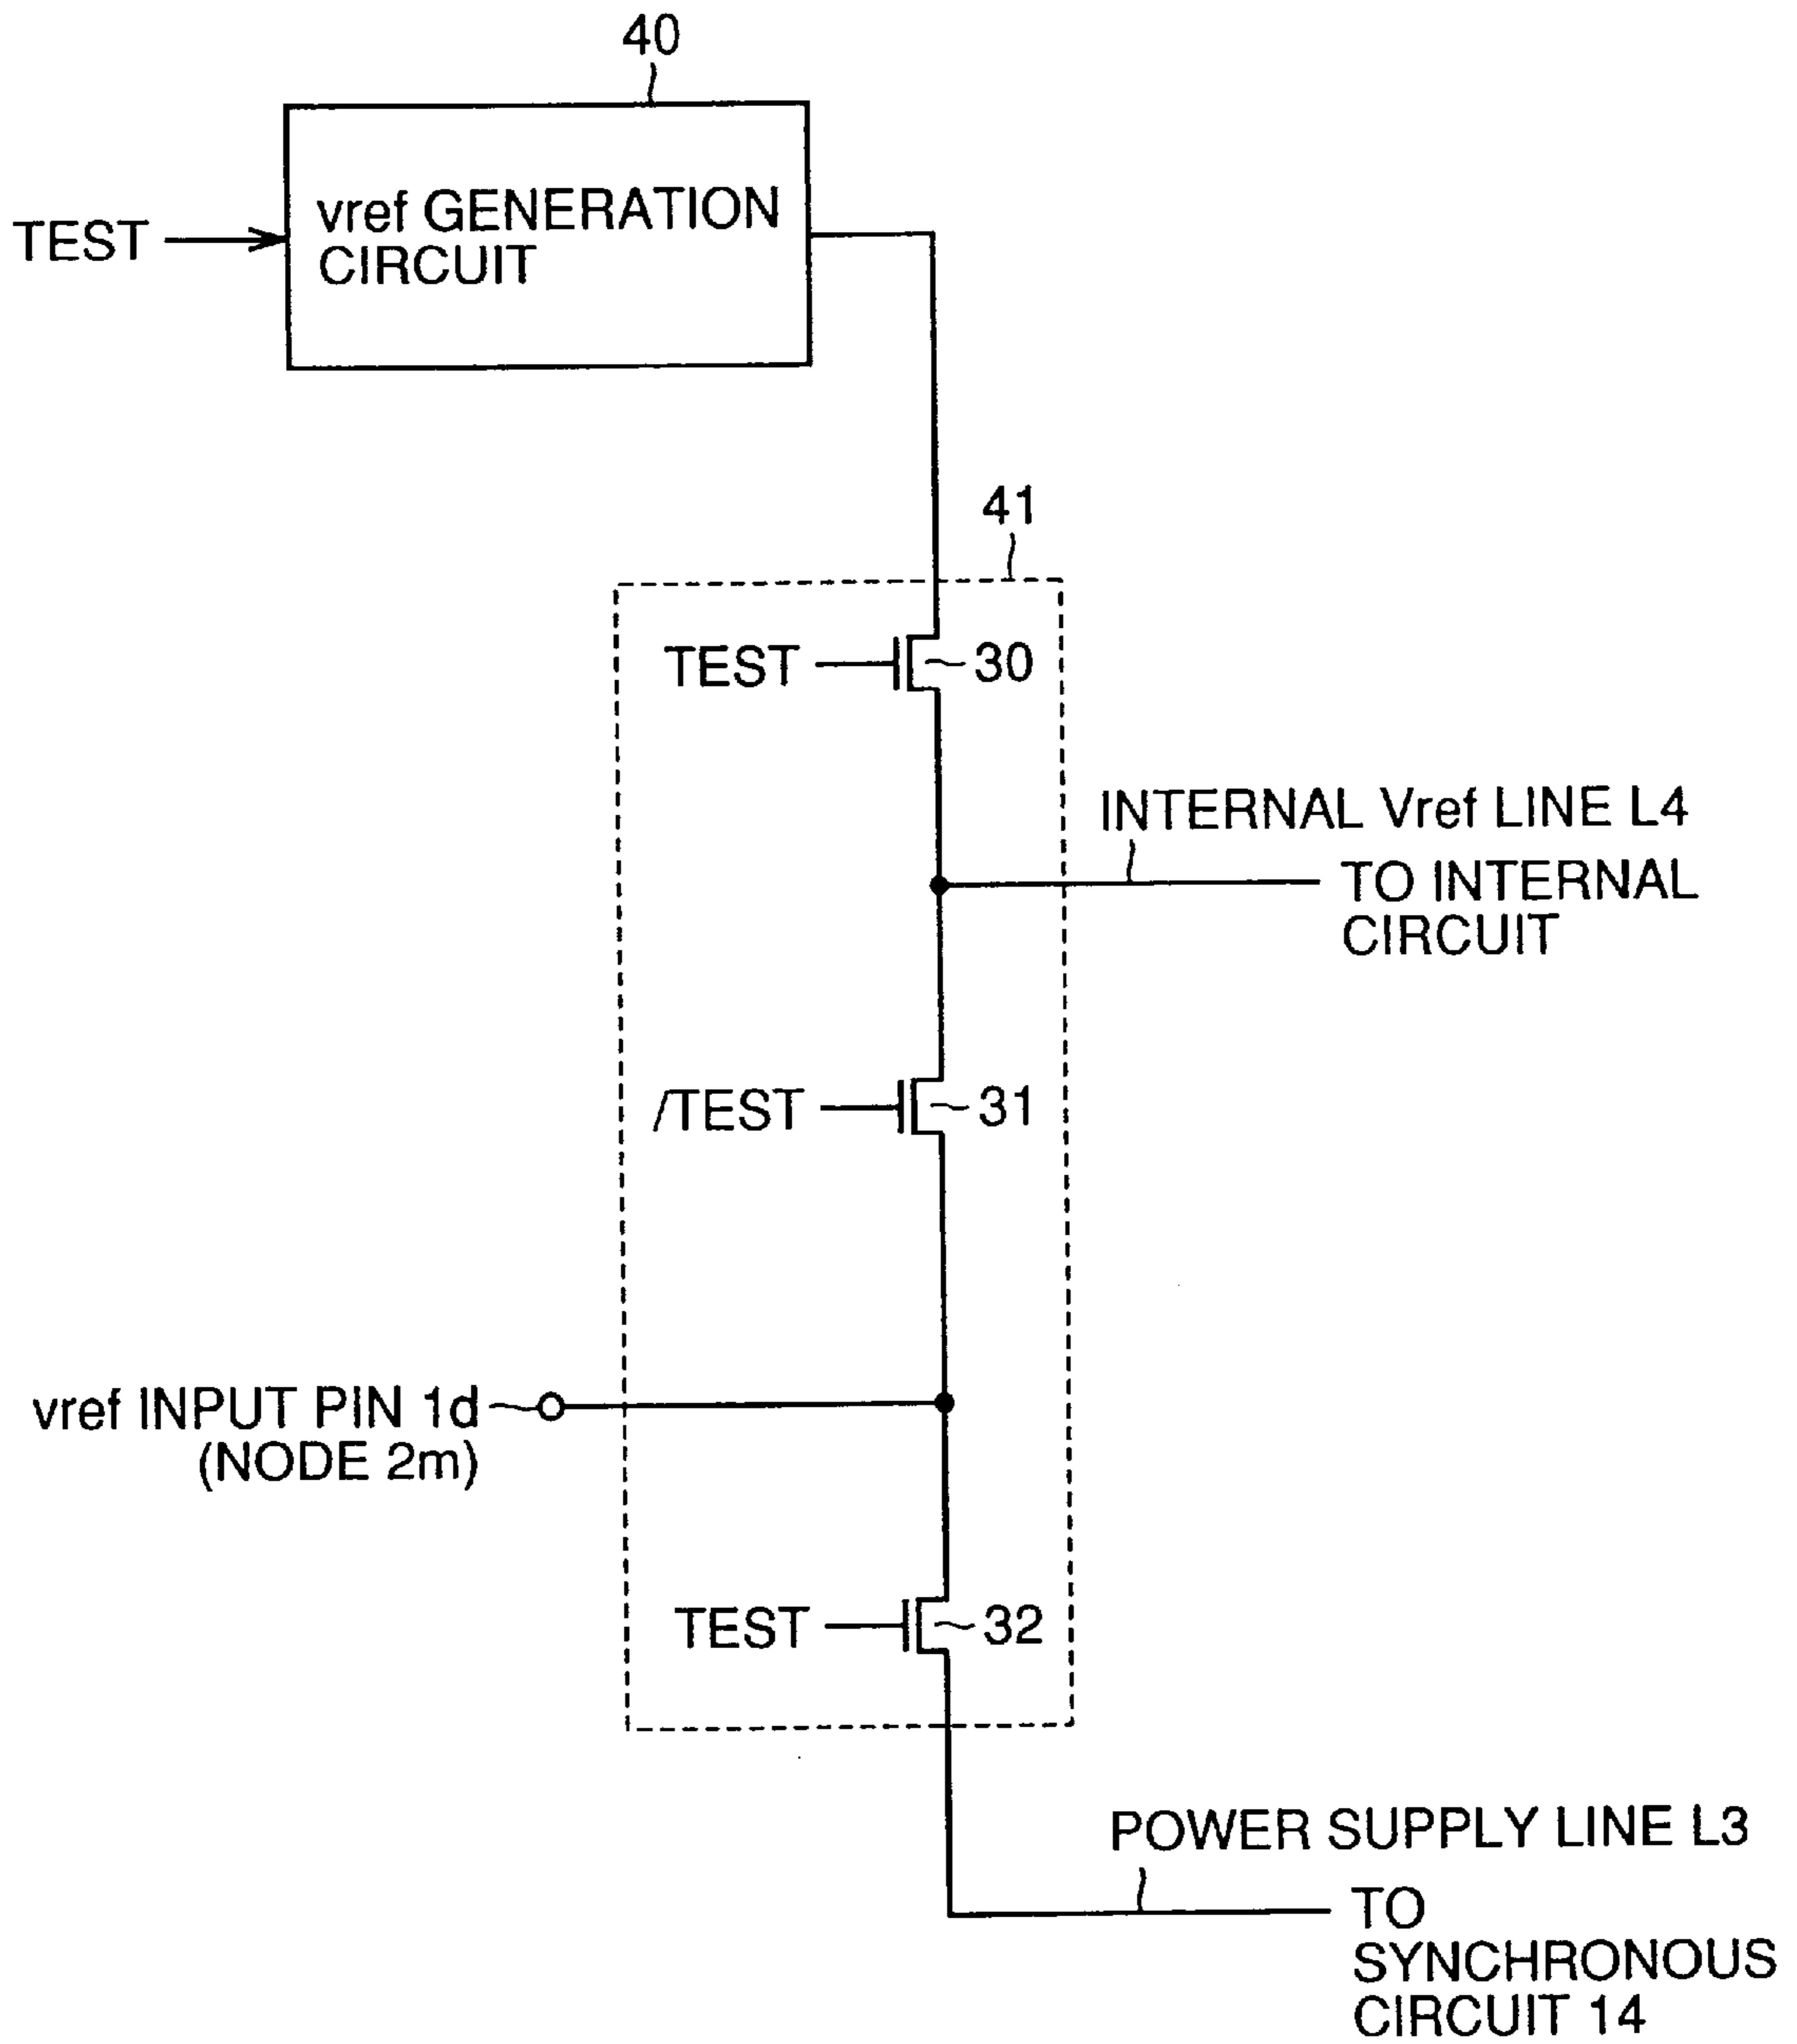 40
vref GENERATION
CIRCUIT
TEST
41
TEST
30
INTERNAL Vref LINE L4
TO INTERNAL
CIRCUIT
/TEST
31
vref INPUT PIN 1d
(NODE 2m)
TEST
32
POWER SUPPLY LINE L3
TO
SYNCHRONOUS
CIRCUIT 14